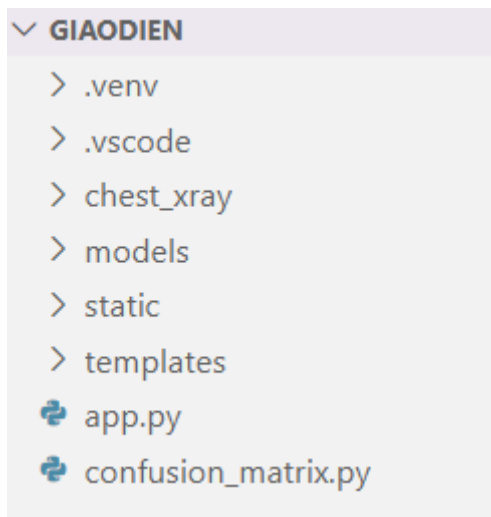 GIAODIEN
.venv
.vscode
chest_xray
models
static
templates
app.py
confusion_matrix.py